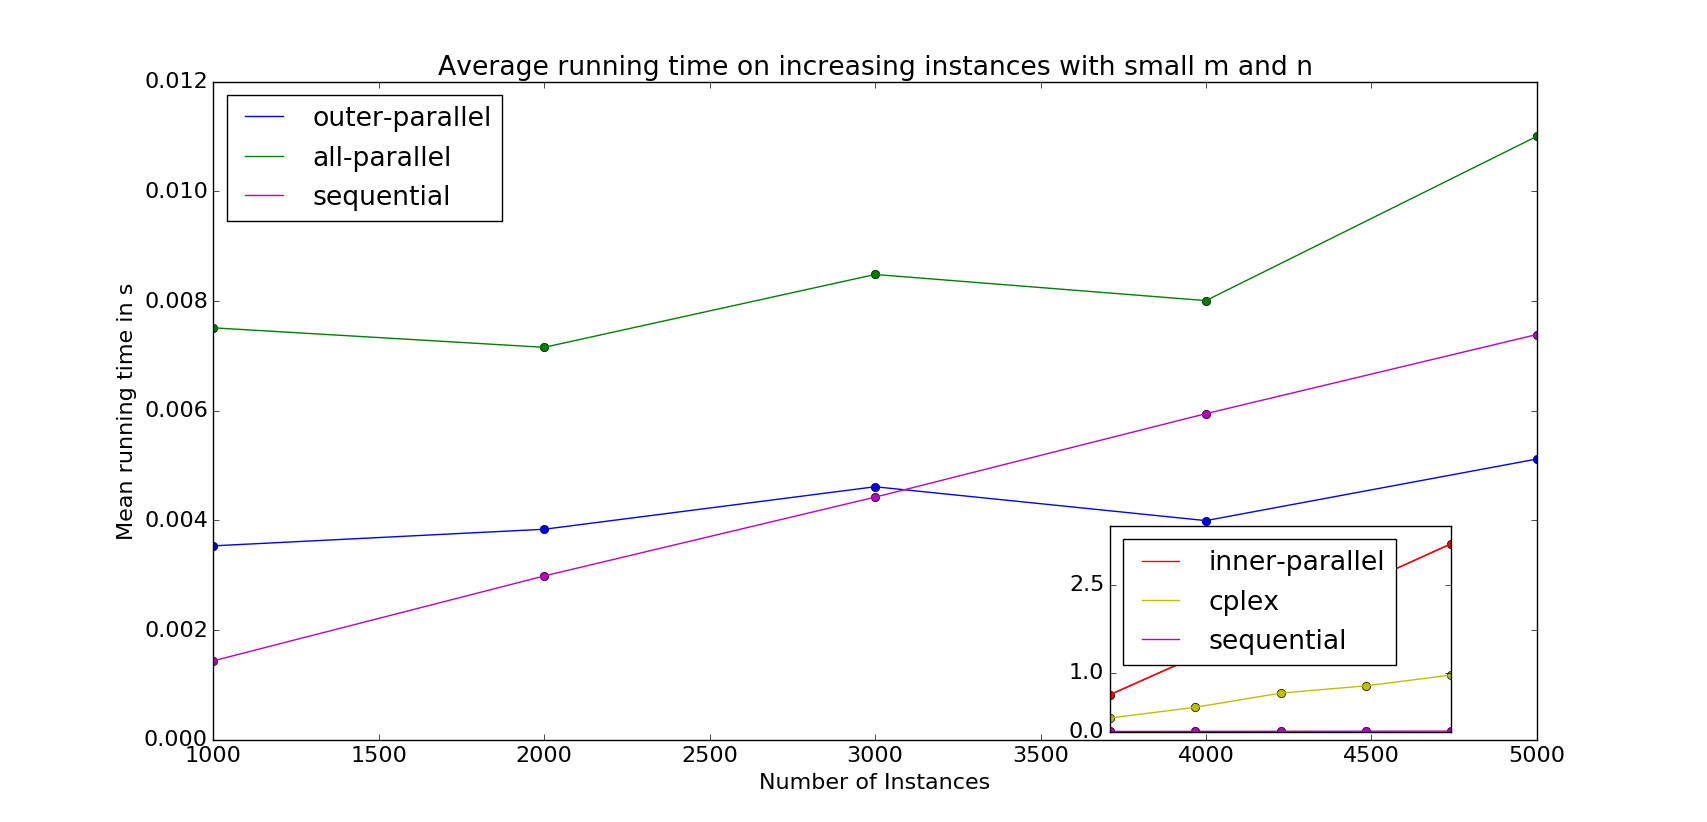 Average running time on increasing instances with small m and n
0.012
0.010
0.008
0.006
0.004
0.002
0.000
Mean running time in s
outer-parallel
all-parallel
sequential
2.5
1.0
0.0
inner-parallel
cplex
sequential
1000 1500 2000 2500 3000 3500 4000 4500 5000
Number of Instances